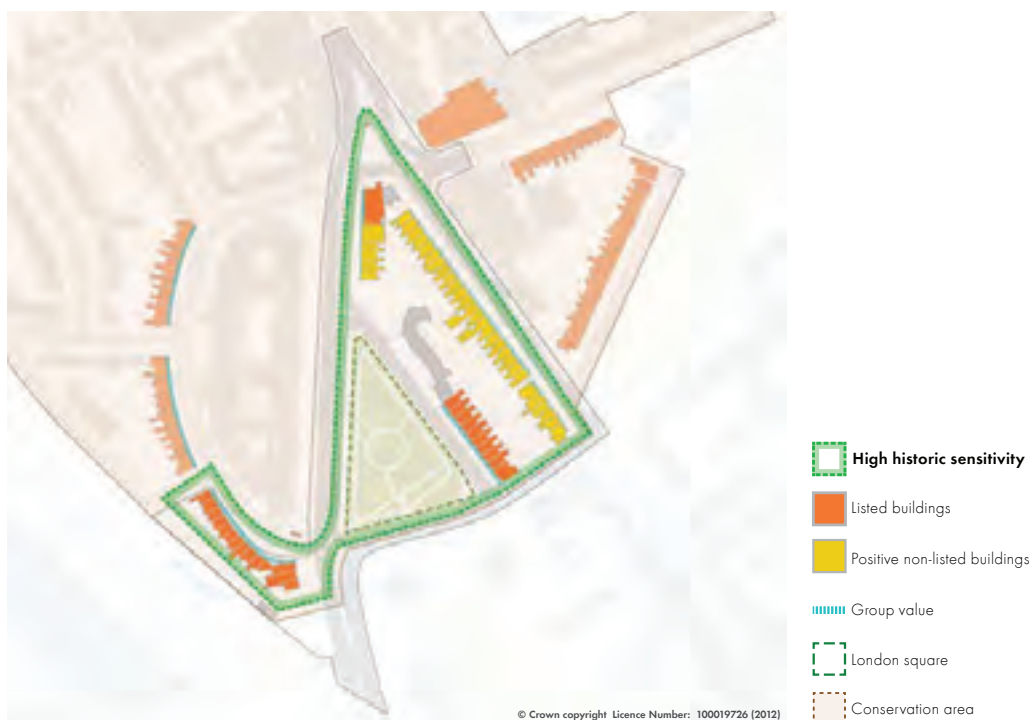 High historic sensitivity
Listed buildings
Positive non-listed buildings
Group value
London square
Conservation area
© Crown copyright Licence Number: 100019726 (2012)